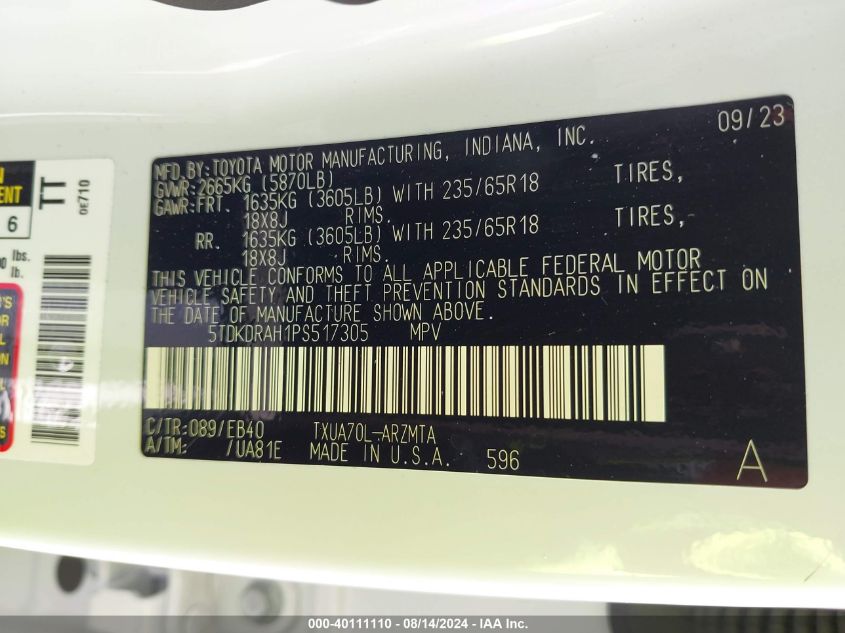 09/23
MFD.BY:TOYOTA MOTOR MANUFACTURING, INDIANA, INC.
GVWR:2665KG (5870LB)
GAWR:FRT. 1635KG (3605LB) WITH 235/65R18 TIRES,
18X8J RIMS.
RR. 1635KG (3605LB) WITH 235/65R18 TIRES,
18X8J RIMS.
THIS VEHICLE CONFORMS TO ALL APPLICABLE FEDERAL MOTOR
VEHICLE SAFETY AND THEFT PREVENTION STANDARDS IN EFFECT ON
THE DATE OF MANUFACTURE SHOWN ABOVE.
5TDKDRAH1PS517305 MPV
C/TR:089/EB40 TXUA70L-ARZMTA
A/TM: /UA81E MADE IN U.S.A. 596 A
TT
0E710
6
lbs.
lb.
000-40111110 - 08/14/2024 - IAA Inc.